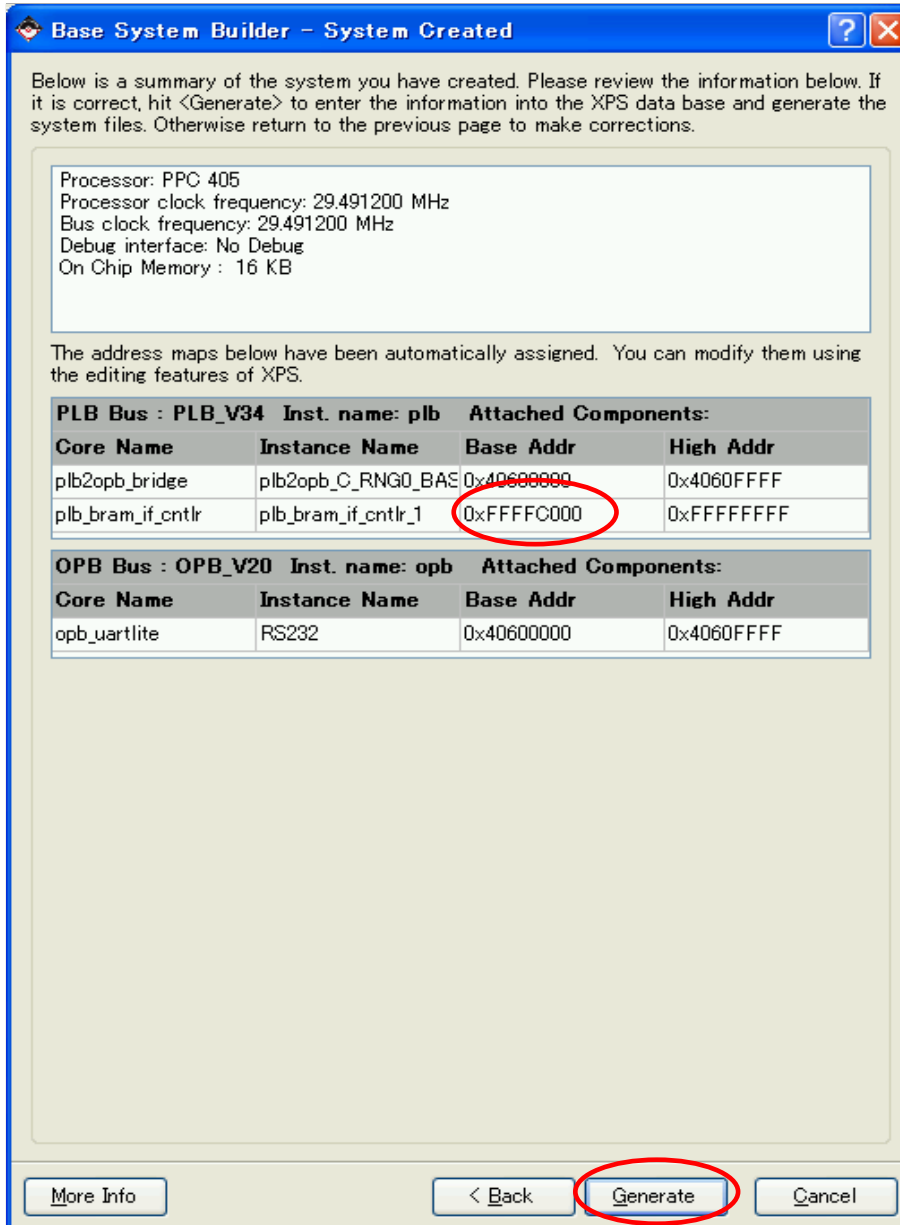 Base System Builder - System Created
Below is a summary of the system you have created. Please review the information below. If
it is correct, hit <Generate> to enter the information into the XPS data base and generate the
system files. Otherwise return to the previous page to make corrections.
Processor: PPC 405
Processor clock frequency: 29.491200 MHz
Bus clock frequency: 29.491200 MHz
Debug interface: No Debug
On Chip Memory : 16 KB
The address maps below have been automatically assigned. You can modify them using
the editing features of XPS.
PLB Bus : PLB_V34 Inst. name: plb Attached Components:
Core Name Instance Name Base Addr High Addr
plb2opb_bridge plb2opb_C_RNG0_BAS 0x40600000 0x4060FFFF
plb_bram_if_cntlr plb_bram_if_cntlr_1 0xFFFFC000 0xFFFFFFFF
OPB Bus : OPB_V20 Inst. name: opb Attached Components:
Core Name Instance Name Base Addr High Addr
opb_uartlite RS232 0x40600000 0x4060FFFF
More Info < Back Generate Cancel